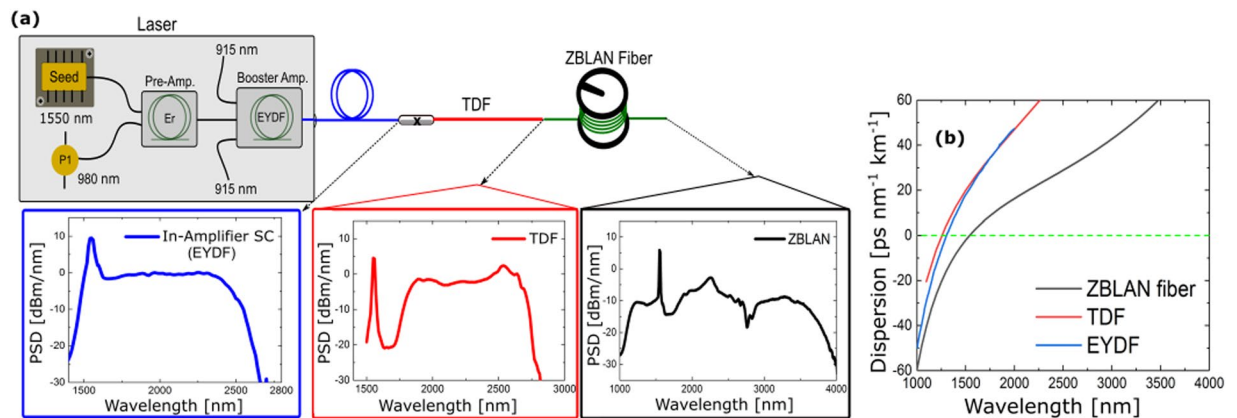 (a)
Laser
915 nm
Seed
Pre-Amp.
Booster Amp.
Er
EYDF
1550 nm
P1
980 nm
915 nm
X
TDF
ZBLAN Fiber
In-Amplifier SC
(EYDF)
PSD [dBm/nm]
10
0
-10
-20
-30
1500 2000 2500 2800
Wavelength [nm]
TDF
PSD [dBm/nm]
10
0
-10
-20
-30
1500 2000 2500 3000
Wavelength [nm]
ZBLAN
PSD [dBm/nm]
10
0
-10
-20
-30
1000 2000 3000 4000
Wavelength [nm]
(b)
Dispersion [ps nm⁻¹ km⁻¹]
60
40
20
0
-20
-40
-60
ZBLAN fiber
TDF
EYDF
1000 1500 2000 2500 3000 3500 4000
Wavelength [nm]